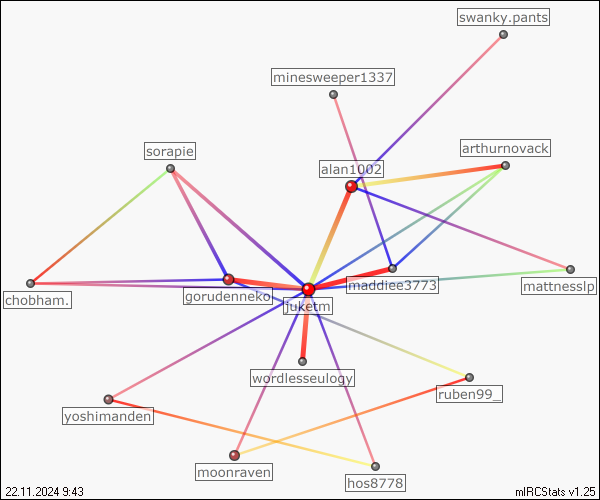 swanky.pants
minesweeper1337
sorapie
arthurnovack
alan1002
chobham.
gorudenneko
maddiee3773
mattnesslp
juketm
wordlesseulogy
ruben99_
yoshimanden
moonraven
hos8778
22.11.2024 9:43
mIRCStats v1.25